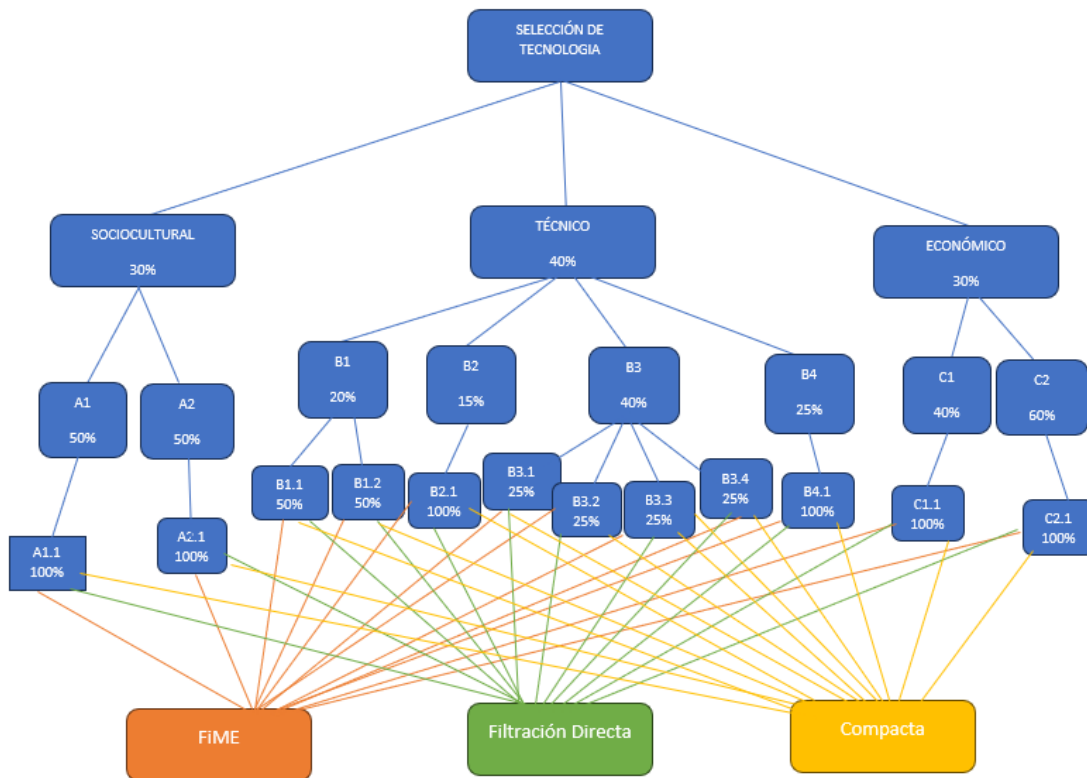 SELECCIÓN DE
TECNOLOGIA
SOCIOCULTURAL
30%
TÉCNICO
40%
ECONÓMICO
30%
A1
50%
A2
50%
B1
20%
B2
15%
B3
40%
B4
25%
C1
40%
C2
60%
A1.1
100%
A2.1
100%
B1.1
50%
B1.2
50%
B2.1
100%
B3.1
25%
B3.2
25%
B3.3
25%
B3.4
25%
B4.1
100%
C1.1
100%
C2.1
100%
FiME
Filtración Directa
Compacta